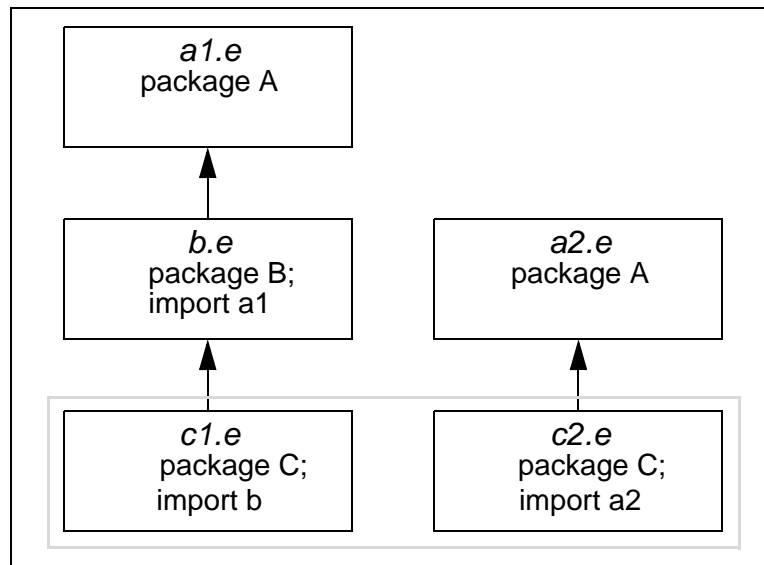 a1.e
package A
b.e
package B;
import a1
a2.e
package A
c1.e
package C;
import b
c2.e
package C;
import a2